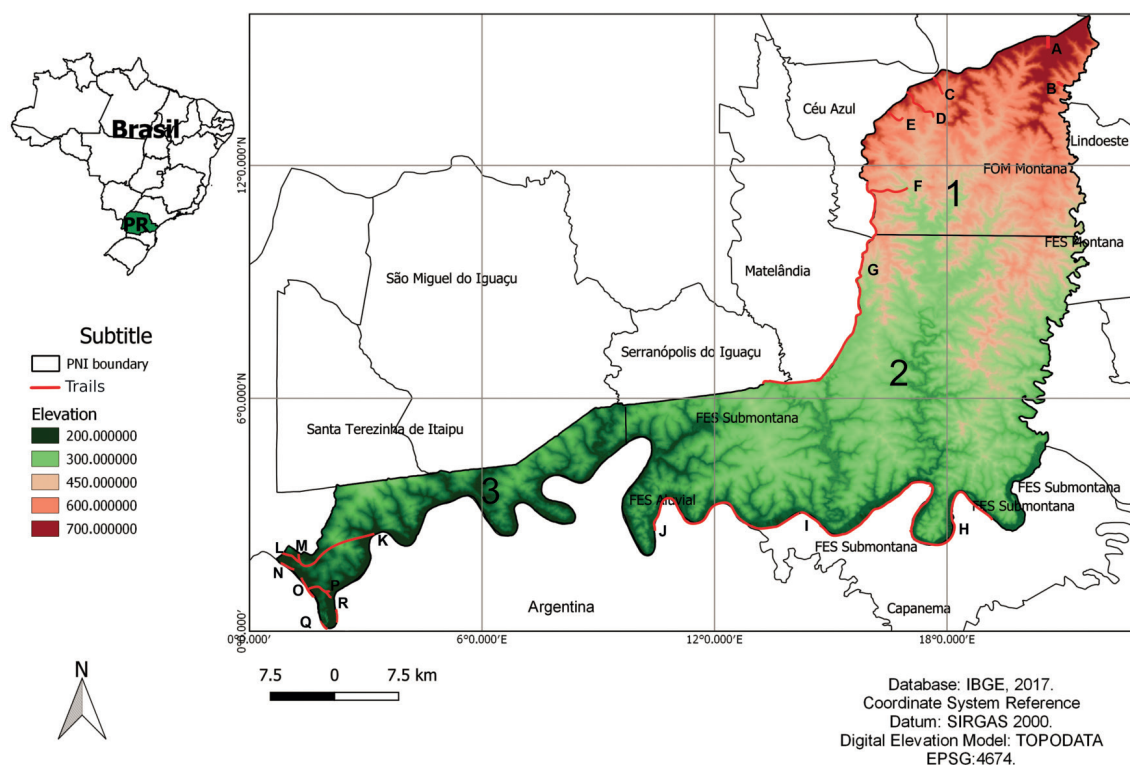 Brasil
PR
Subtitle
PNI boundary
Trails
Elevation
200.000000
300.000000
450.000000
600.000000
700.000000
N
12°0.000′N
6°0.000′N
0°0.000′
0°0.000′
6°0.000′E
12°0.000′E
18°0.000′E
Céu Azul
Lindoeste
FOM Montana
FES Montana
Matelândia
São Miguel do Iguaçu
Serranópolis do Iguaçu
Santa Terezinha de Itaipu
FES Submontana
FES Aluvial
FES Submontana
FES Submontana
FES Submontana
Argentina
Capanema
1
2
3
A
B
C
D
E
F
G
H
I
J
K
L
M
N
O
P
Q
R
7.5 0 7.5 km
Database: IBGE, 2017.
Coordinate System Reference
Datum: SIRGAS 2000.
Digital Elevation Model: TOPODATA
EPSG:4674.